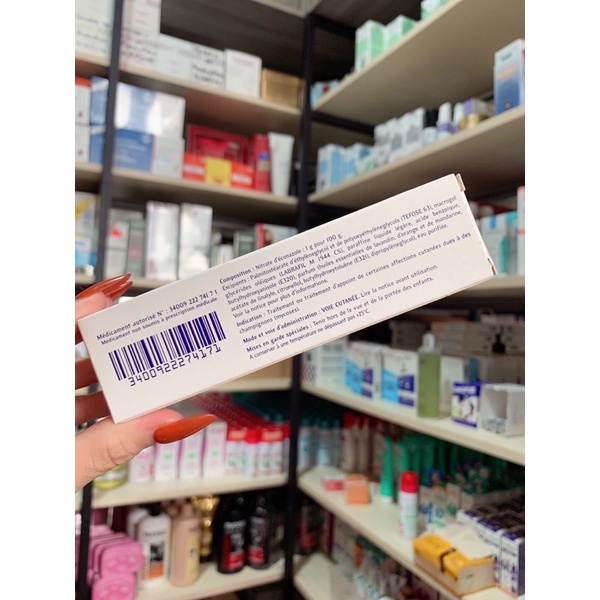 Médicament autorisé N° : 34009 222 741 7 1
Médicament non soumis à prescription médicale
3400922274171
Composition : Nitrate d'éconazole : 1 g pour 100 g.
Excipients : palmitostéarate d'éthylèneglycol et de polyoxyéthylèneglycols (TEFOSE 63), macrogol
glycérides oléiques (LABRAFIL M 1944 CS), paraffine liquide légère, acide benzoïque,
butylhydroxyanisole (E320), parfum (huiles essentielles de lavandin, d'orange et de mandarine,
acétate de linalyle, citronnellol, butylhydroxytoluène (E321), dipropylèneglycol), eau purifiée.
Voir la notice pour plus d'informations.
Indication : Traitement ou traitement d'appoint de certaines affections cutanées dues à des
champignons (mycoses).
Mode et voie d'administration : VOIE CUTANÉE. Lire la notice avant utilisation.
Mises en garde spéciales : Tenir hors de la vue et de la portée des enfants.
A conserver à une température ne dépassant pas +25°C.